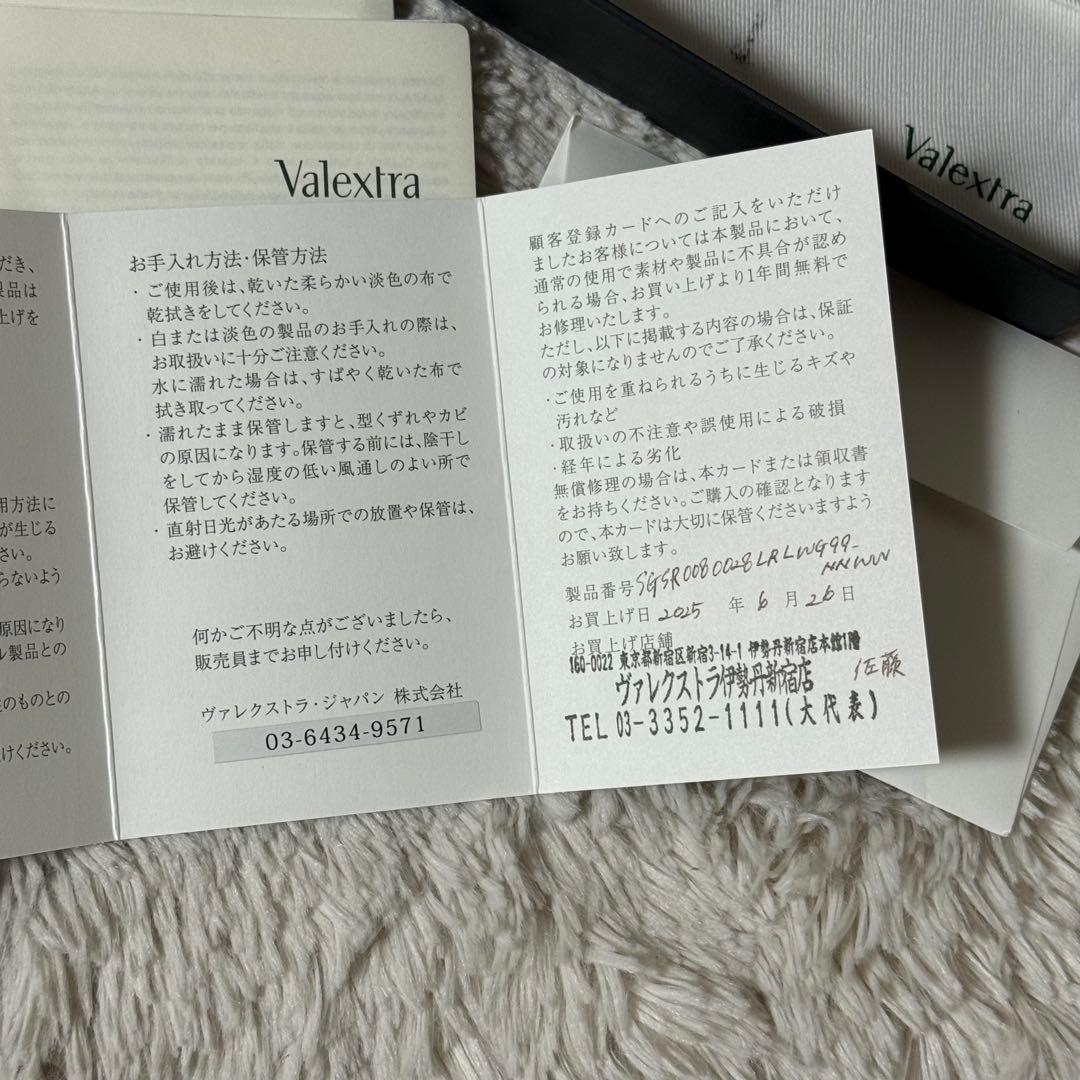 Valextra
Valextra
だき、
製品は
上げを
用方法に
が生じる
さい。
らないよう
原因になり
ル製品との
性のものとの
けください。
お手入れ方法・保管方法
・ご使用後は、乾いた柔らかい淡色の布で
乾拭きをしてください。
・白または淡色の製品のお手入れの際は、
お取扱いに十分ご注意ください。
水に濡れた場合は、すばやく乾いた布で
拭き取ってください。
・濡れたまま保管しますと、型くずれやカビ
の原因になります。保管する前には、陰干し
をしてから湿度の低い風通しのよい所で
保管してください。
・直射日光があたる場所での放置や保管は、
お避けください。
何かご不明な点がございましたら、
販売員までお申し付けください。
ヴァレクストラ・ジャパン 株式会社
03-6434-9571
顧客登録カードへのご記入をいただけ
ましたお客様については本製品において、
通常の使用で素材や製品に不具合が認め
られる場合、お買い上げより1年間無料で
お修理いたします。
ただし、以下に掲載する内容の場合は、保証
の対象になりませんのでご了承ください。
・ご使用を重ねられるうちに生じるキズや
汚れなど
・取扱いの不注意や誤使用による破損
・経年による劣化
無償修理の場合は、本カードまたは領収書
をお持ちください。ご購入の確認となります
ので、本カードは大切に保管くださいますよう
お願い致します。
製品番号 SGSR0080028LRLWG99-
NNWW
お買上げ日 2025 年 6 月 26 日
お買上げ店舗
160-0022 東京都新宿区新宿3-14-1 伊勢丹新宿店本館1階
ヴァレクストラ伊勢丹新宿店 佐藤
TEL 03-3352-1111(大代表)